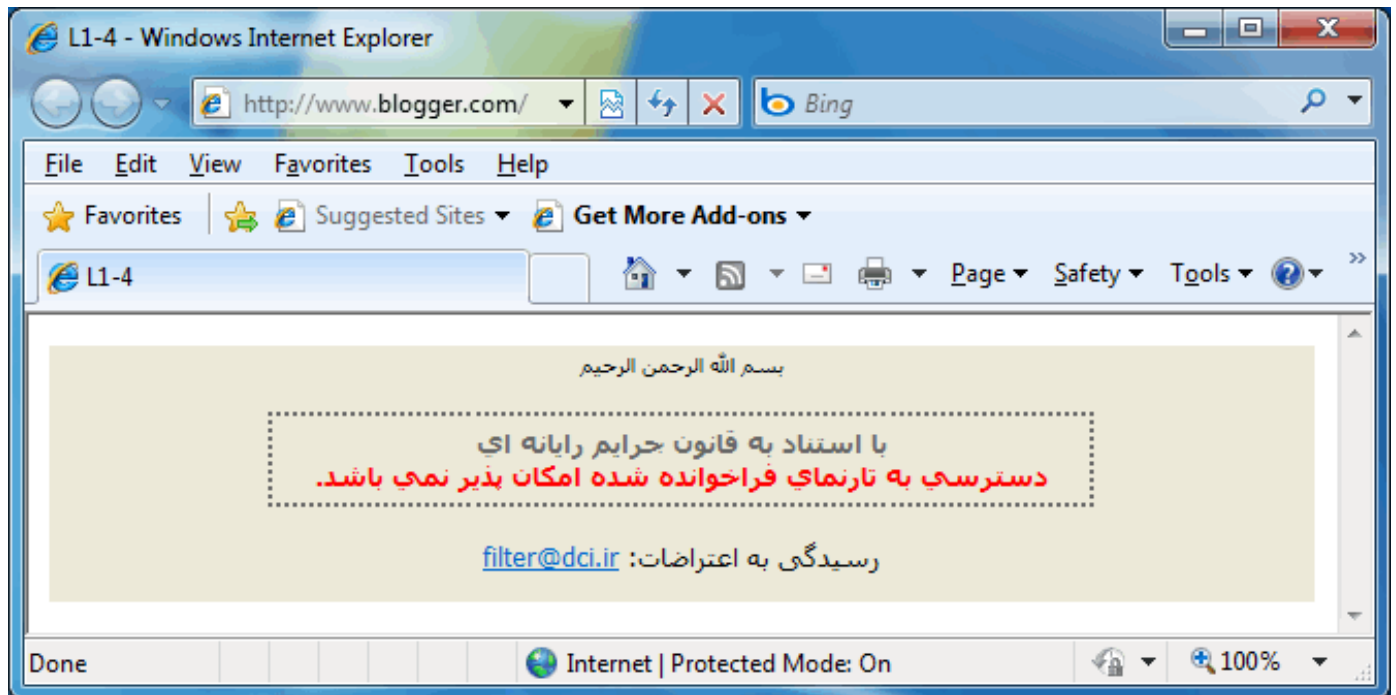 L1-4 - Windows Internet Explorer
http://www.blogger.com/
Bing
File Edit View Favorites Tools Help
Favorites Suggested Sites Get More Add-ons
L1-4 Page Safety Tools
بسم الله الرحمن الرحيم
با استناد به قانون جرايم رايانه اي
دسترسي به تارنماي فراخوانده شده امكان پذير نمي باشد.
رسیدگی به اعتراضات: filter@dci.ir
Done Internet | Protected Mode: On 100%